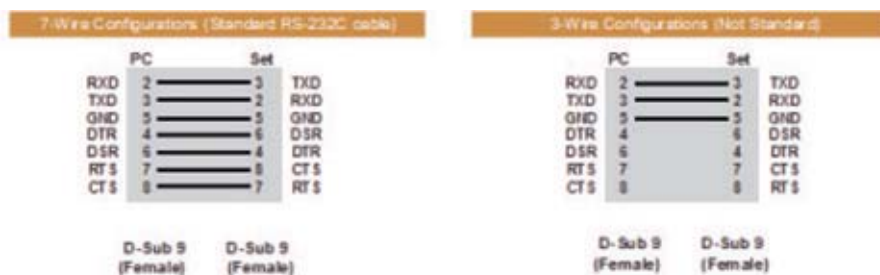 7-Wire Configurations (Standard RS-232C cable)
PC Set
RXD 2 3 TXD
TXD 3 2 RXD
GND 5 5 GND
DTR 4 6 DSR
DSR 6 4 DTR
RTS 7 8 CTS
CTS 8 7 RTS
D-Sub 9 D-Sub 9
(Female) (Female)
3-Wire Configurations (Not Standard)
PC Set
RXD 2 3 TXD
TXD 3 2 RXD
GND 5 5 GND
DTR 4 6 DSR
DSR 6 4 DTR
RTS 7 7 CTS
CTS 8 8 RTS
D-Sub 9 D-Sub 9
(Female) (Female)